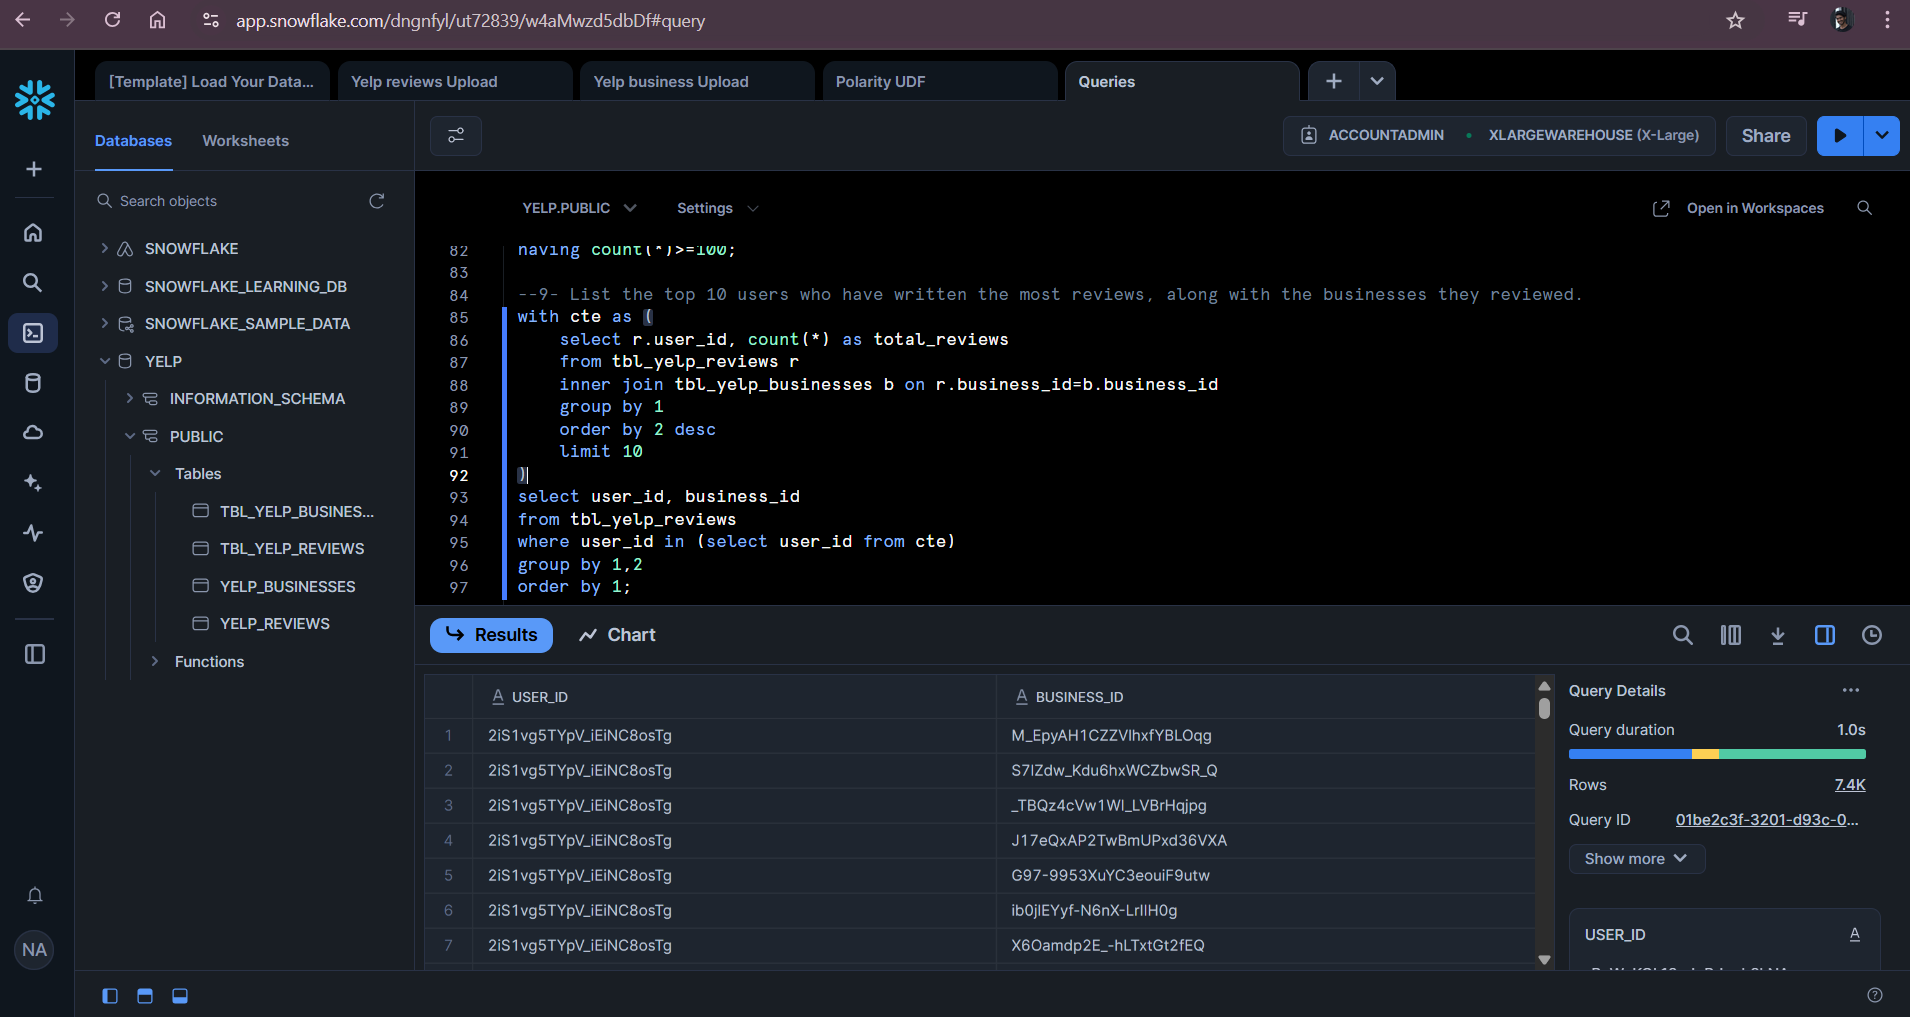 app.snowflake.com/dngnfyl/ut72839/w4aMwzd5dbDf#query
[Template] Load Your Data...
Yelp reviews Upload
Yelp business Upload
Polarity UDF
Queries
Databases
Worksheets
ACCOUNTADMIN
XLARGEWAREHOUSE (X-Large)
Share
Search objects
SNOWFLAKE
SNOWFLAKE_LEARNING_DB
SNOWFLAKE_SAMPLE_DATA
YELP
INFORMATION_SCHEMA
PUBLIC
Tables
TBL_YELP_BUSINES...
TBL_YELP_REVIEWS
YELP_BUSINESSES
YELP_REVIEWS
Functions
NA
YELP.PUBLIC
Settings
Open in Workspaces
82 having count(*)>=100;
83
84 --9- List the top 10 users who have written the most reviews, along with the businesses they reviewed.
85 with cte as (
86 select r.user_id, count(*) as total_reviews
87 from tbl_yelp_reviews r
88 inner join tbl_yelp_businesses b on r.business_id=b.business_id
89 group by 1
90 order by 2 desc
91 limit 10
92 )
93 select user_id, business_id
94 from tbl_yelp_reviews
95 where user_id in (select user_id from cte)
96 group by 1,2
97 order by 1;
Results
Chart
A USER_ID A BUSINESS_ID
1 2iS1vg5TYpV_iEiNC8osTg M_EpyAH1CZZVlhxfYBLOqg
2 2iS1vg5TYpV_iEiNC8osTg S7lZdw_Kdu6hxWCZbwSR_Q
3 2iS1vg5TYpV_iEiNC8osTg _TBQz4cVw1Wl_LVBrHqjpg
4 2iS1vg5TYpV_iEiNC8osTg J17eQxAP2TwBmUPxd36VXA
5 2iS1vg5TYpV_iEiNC8osTg G97-9953XuYC3eouiF9utw
6 2iS1vg5TYpV_iEiNC8osTg ib0jlEYyf-N6nX-LrIlH0g
7 2iS1vg5TYpV_iEiNC8osTg X6Oamdp2E_-hLTxtGt2fEQ
Query Details
Query duration 1.0s
Rows 7.4K
Query ID 01be2c3f-3201-d93c-0...
Show more
USER_ID A